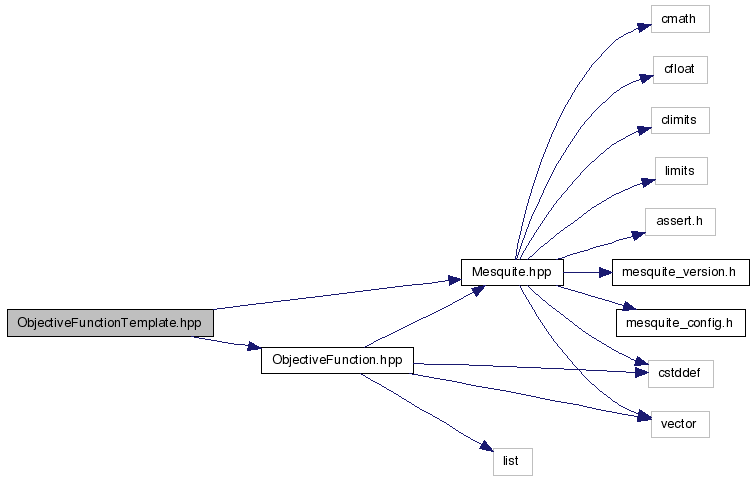 cmath
cfloat
climits
limits
assert.h
Mesquite.hpp
mesquite_version.h
ObjectiveFunctionTemplate.hpp
mesquite_config.h
ObjectiveFunction.hpp
cstddef
vector
list